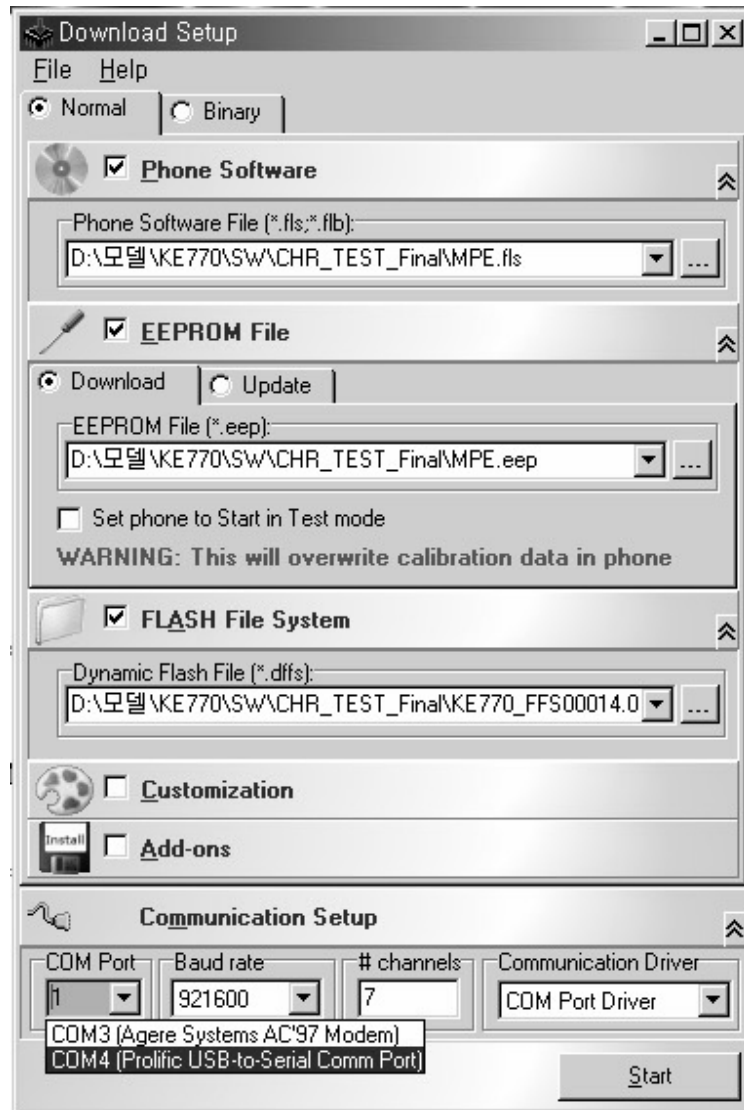 Download Setup
File Help
Normal Binary
Phone Software
Phone Software File (*.fls;*.flb):
D:\모델\KE770\SW\CHR_TEST_Final\MPE.fls
...
EEPROM File
Download Update
EEPROM File (*.eep):
D:\모델\KE770\SW\CHR_TEST_Final\MPE.eep
...
Set phone to Start in Test mode
WARNING: This will overwrite calibration data in phone
FLASH File System
Dynamic Flash File (*.dffs):
D:\모델\KE770\SW\CHR_TEST_Final\KE770_FFS00014.0
...
Customization
Install
Add-ons
Communication Setup
COM Port Baud rate # channels Communication Driver
1 921600 7 COM Port Driver
COM3 (Agere Systems AC'97 Modem)
COM4 (Prolific USB-to-Serial Comm Port)
Start